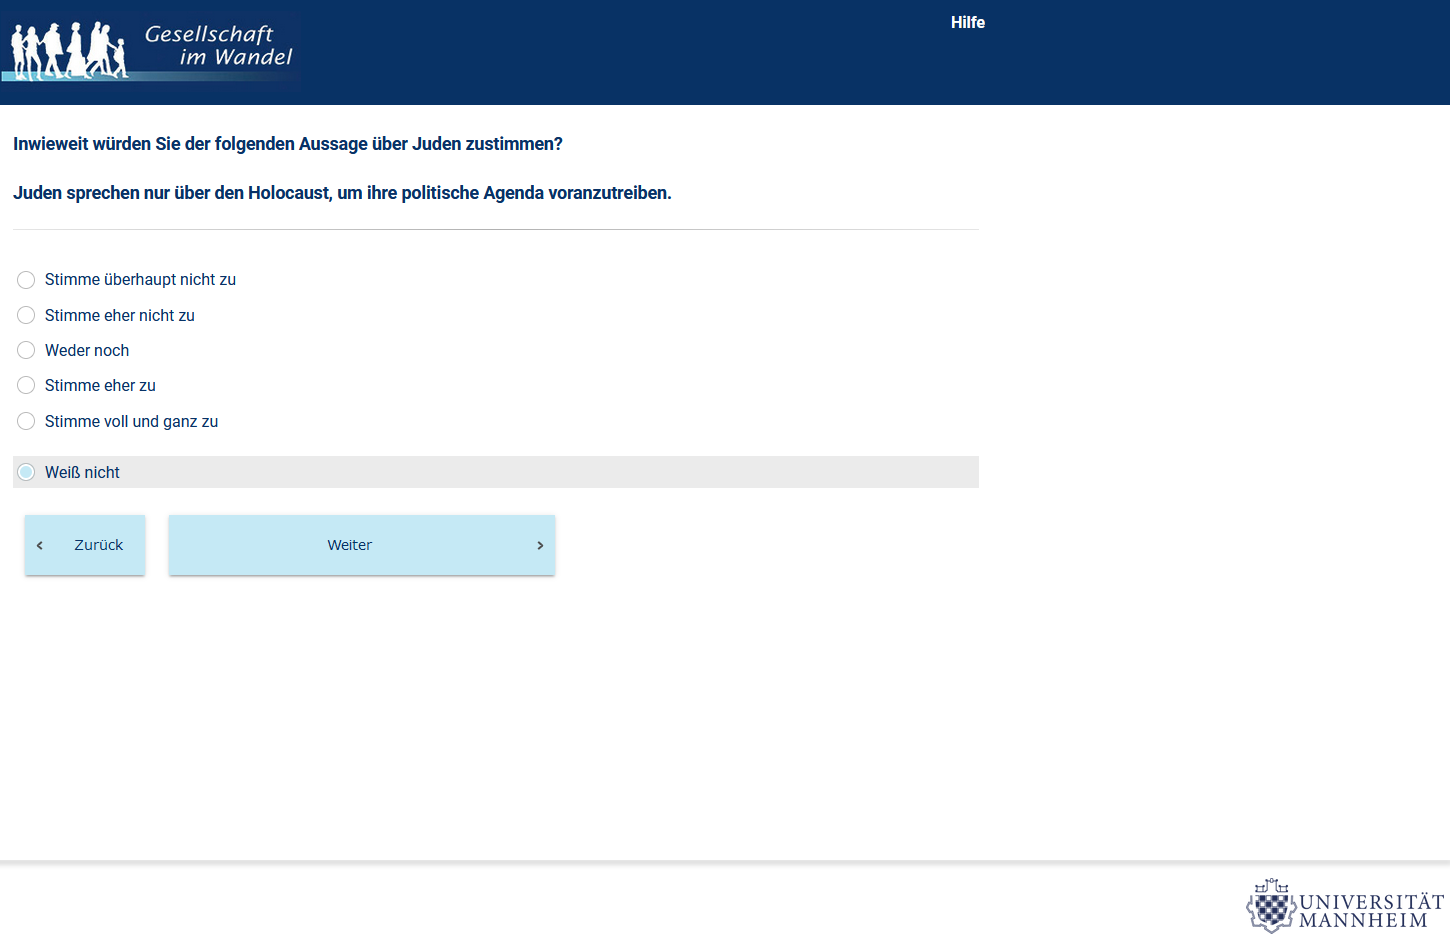 Gesellschaft
im Wandel
Hilfe
Inwieweit würden Sie der folgenden Aussage über Juden zustimmen?
Juden sprechen nur über den Holocaust, um ihre politische Agenda voranzutreiben.
Stimme überhaupt nicht zu
Stimme eher nicht zu
Weder noch
Stimme eher zu
Stimme voll und ganz zu
Weiß nicht
‹ Zurück
Weiter ›
UNIVERSITÄT
MANNHEIM